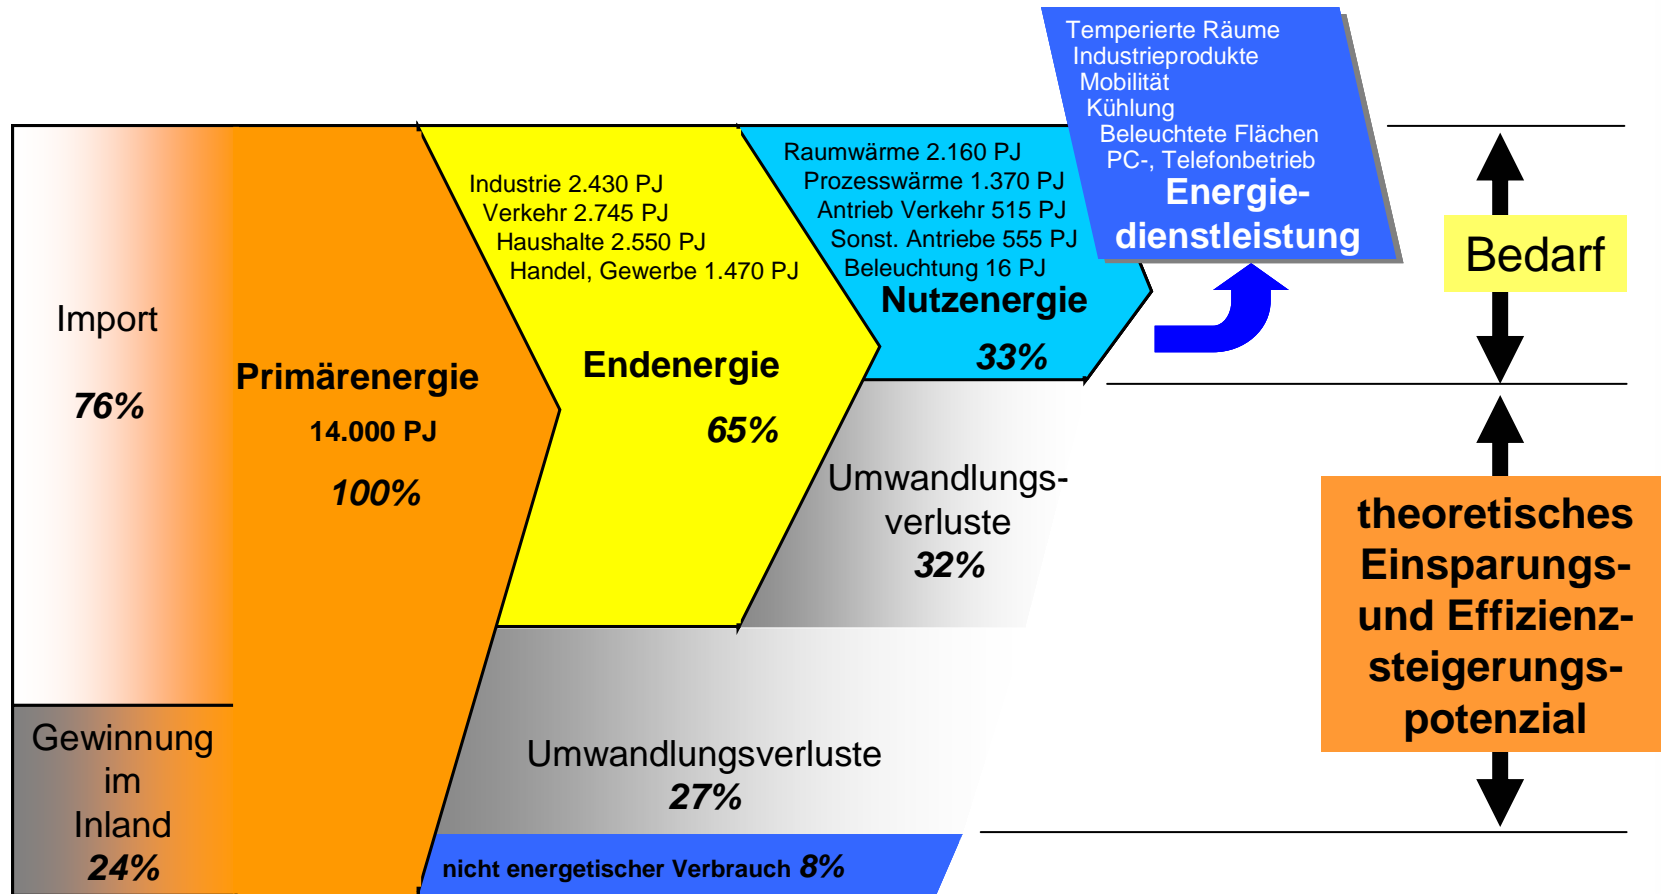 Import
76%
Gewinnung
im
Inland
24%
Primärenergie
14.000 PJ
100%
Industrie 2.430 PJ
Verkehr 2.745 PJ
Haushalte 2.550 PJ
Handel, Gewerbe 1.470 PJ
Endenergie
65%
Raumwärme 2.160 PJ
Prozesswärme 1.370 PJ
Antrieb Verkehr 515 PJ
Sonst. Antriebe 555 PJ
Beleuchtung 16 PJ
Nutzenergie
33%
Temperierte Räume
Industrieprodukte
Mobilität
Kühlung
Beleuchtete Flächen
PC-, Telefonbetrieb
Energie-
dienstleistung
Umwandlungs-
verluste
32%
Umwandlungsverluste
27%
nicht energetischer Verbrauch 8%
Bedarf
theoretisches
Einsparungs-
und Effizienz-
steigerungs-
potenzial